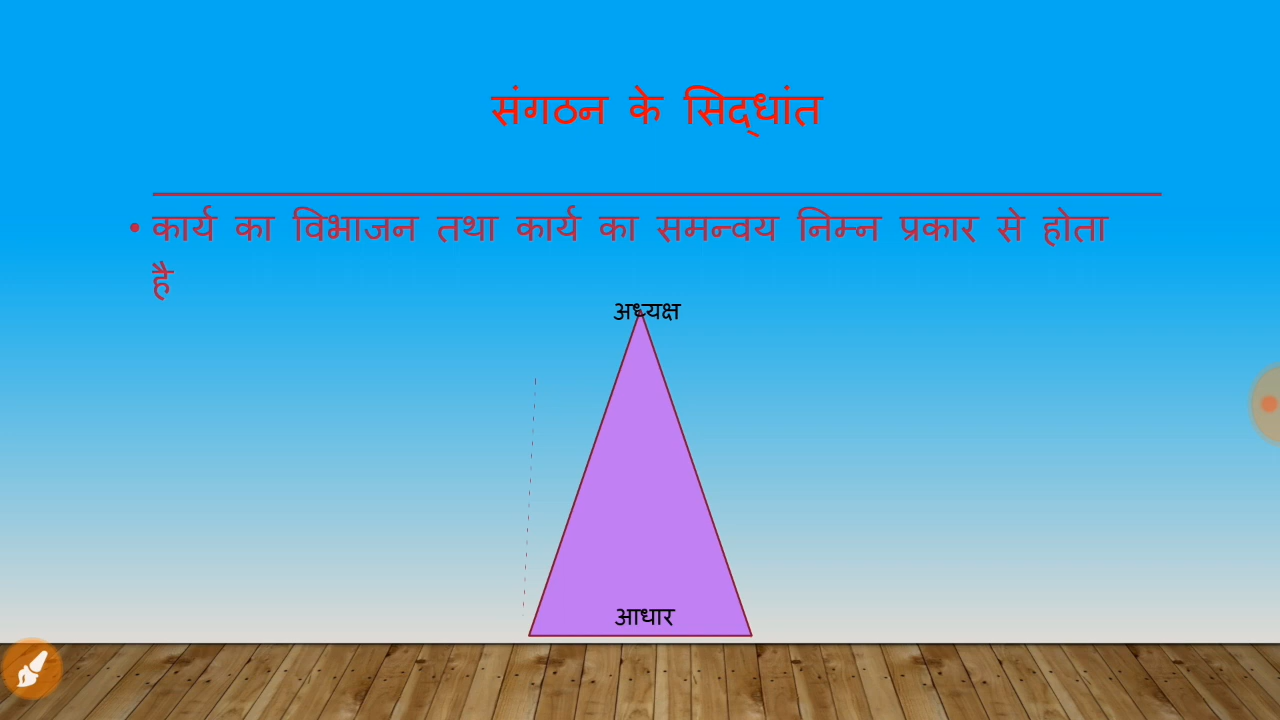 संगठन के सिद्धांत
• कार्य का विभाजन तथा कार्य का समन्वय निम्न प्रकार से होता
है
अध्यक्ष
आधार